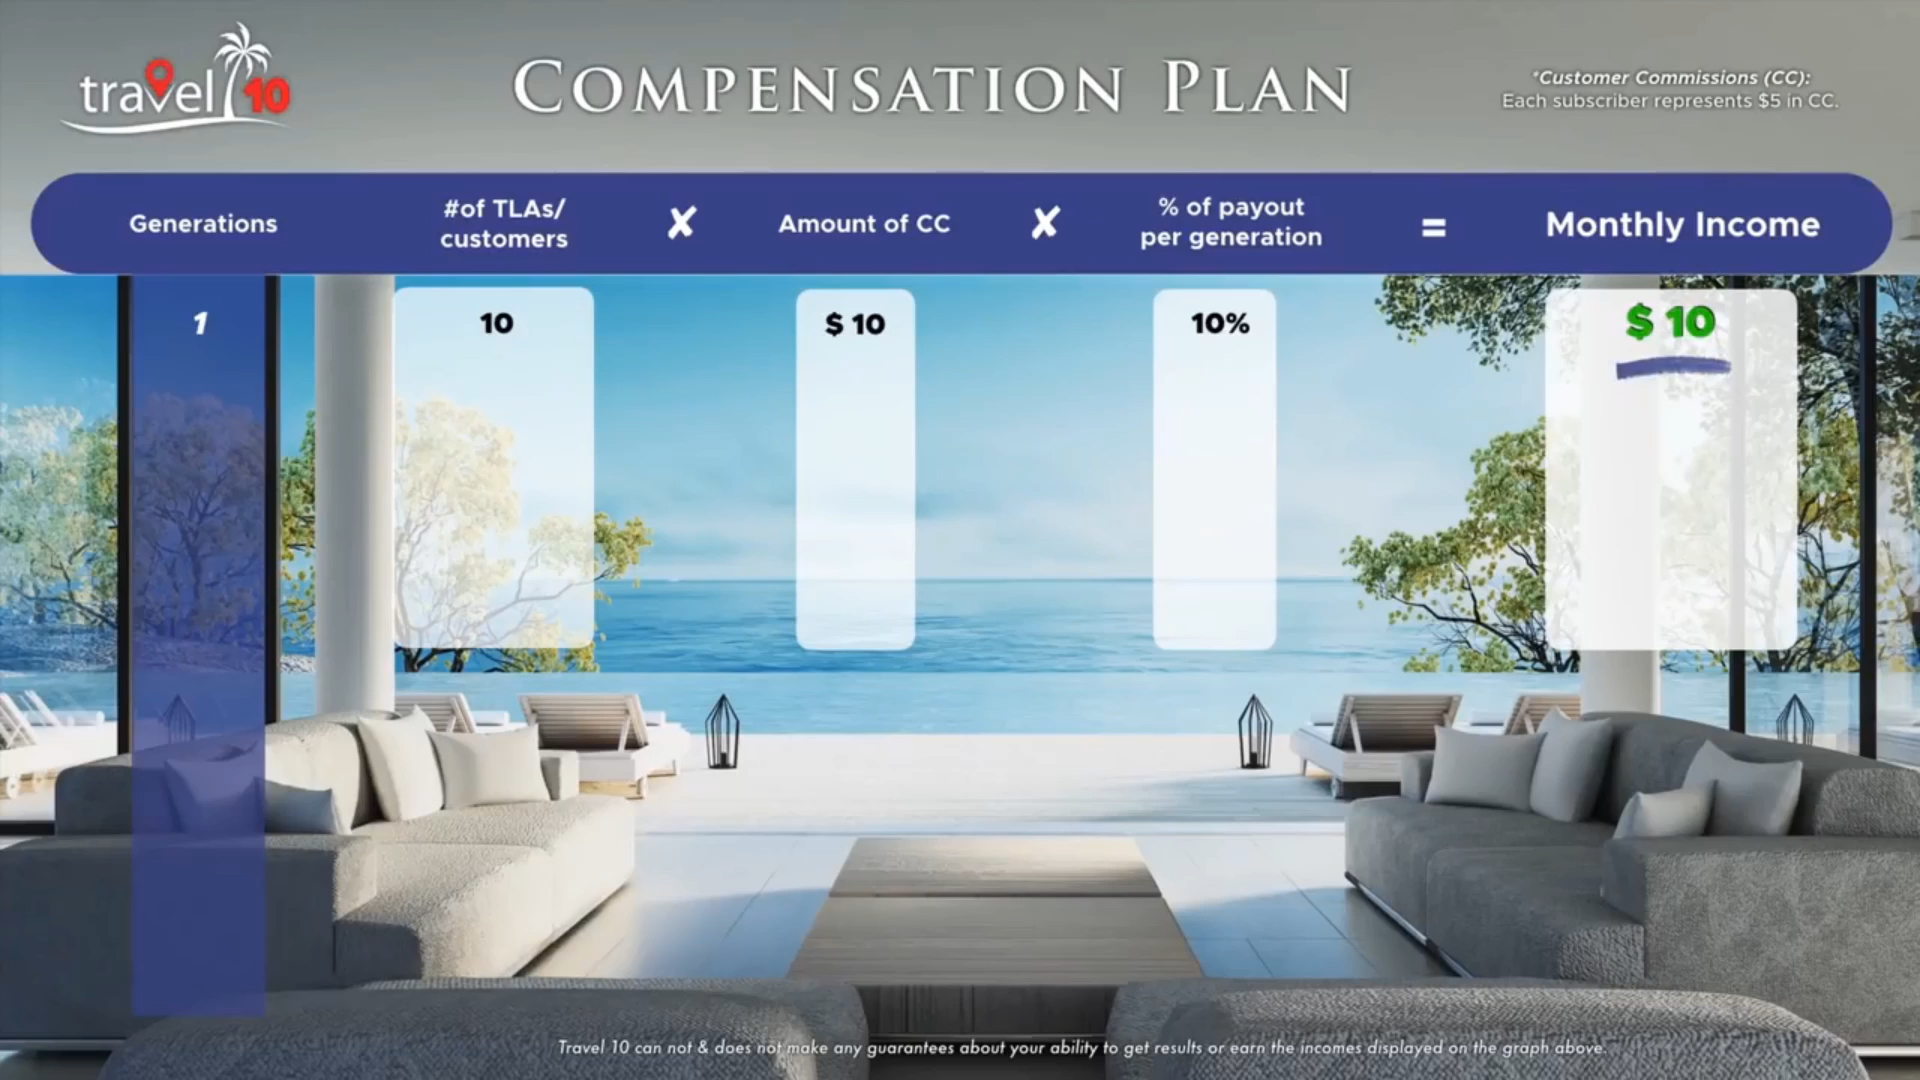 travel 10
COMPENSATION PLAN
*Customer Commissions (CC):
Each subscriber represents $5 in CC.
Generations
#of TLAs/
customers
X
Amount of CC
X
% of payout
per generation
=
Monthly Income
1
10
$ 10
10%
$ 10
Travel 10 can not & does not make any guarantees about your ability to get results or earn the incomes displayed on the graph above.